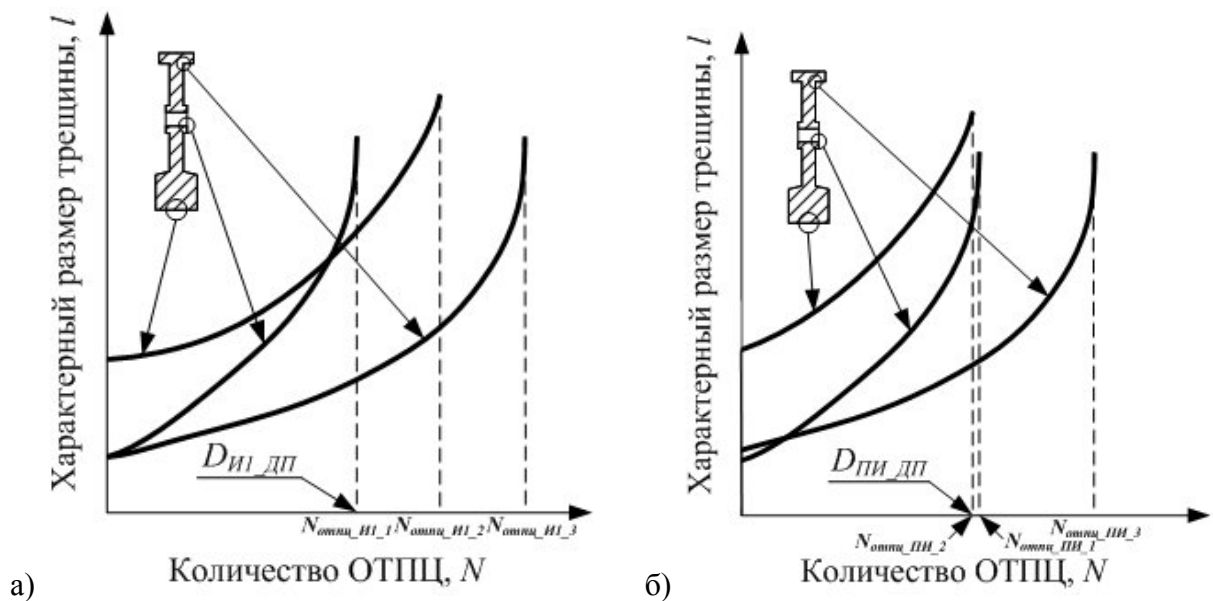 Характерный размер трещины, l
D_И1_ДП
N_отпц_И1_1 N_отпц_И1_2 N_отпц_И1_3
Количество ОТПЦ, N
а)
Характерный размер трещины, l
D_ПИ_ДП
N_отпц_ПИ_2 N_отпц_ПИ_1 N_отпц_ПИ_3
Количество ОТПЦ, N
б)